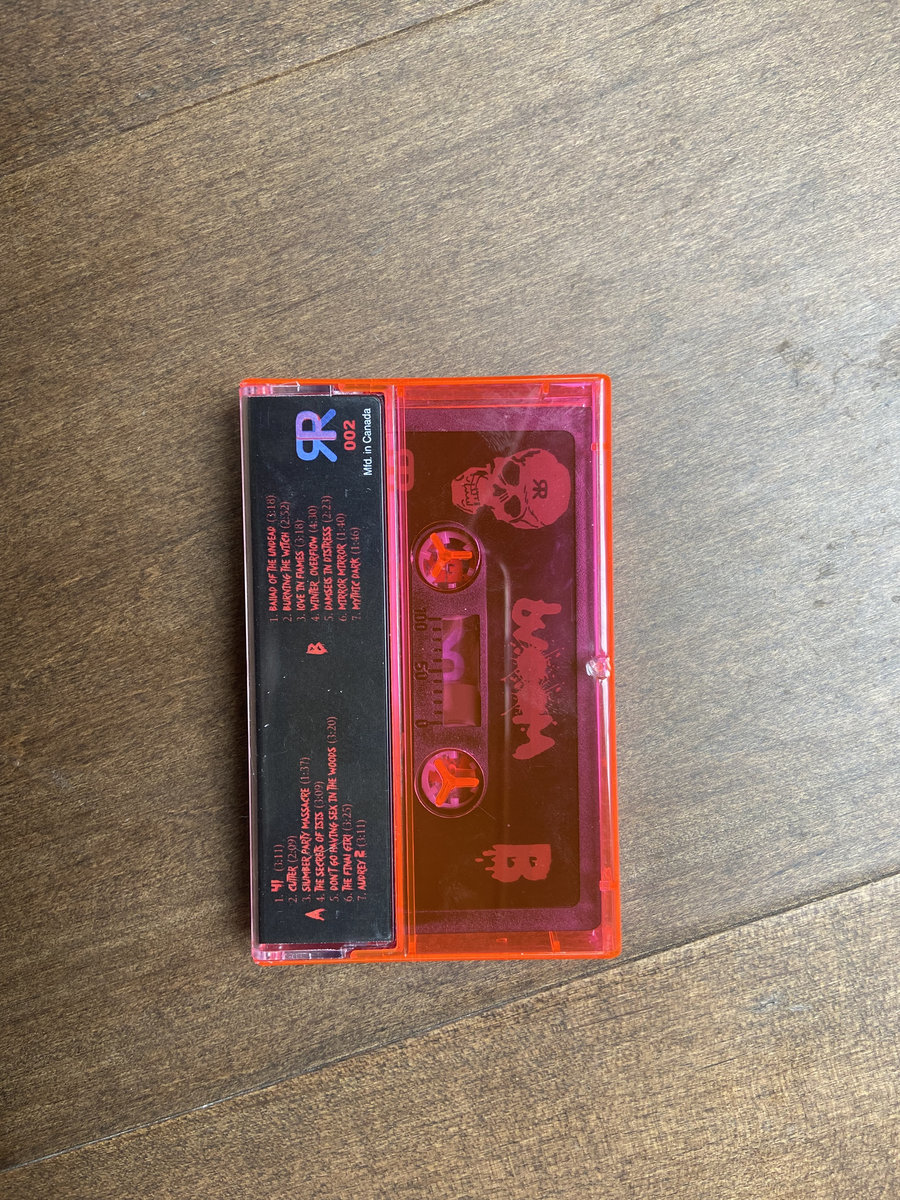 A
1. 41 (3:11)
2. CUTTER (2:09)
3. SLUMBER PARTY MASSACRE (1:37)
4. THE SECRETS OF ISIS (3:09)
5. DON'T GO HAVING SEX IN THE WOODS (3:20)
6. THE FINAL GIRL (3:25)
7. AUDREY 2 (3:11)
B
1. BALLAD OF THE UNDEAD (3:18)
2. BURNING THE WITCH (2:52)
3. LOVE IN FLAMES (3:18)
4. WINTER_OVERFLOW (4:30)
5. DAMSELS IN DISTRESS (2:23)
6. MIRROR MIRROR (1:40)
7. MYTHIC DARK (1:46)
002
Mfd. in Canada
0 50 100
B